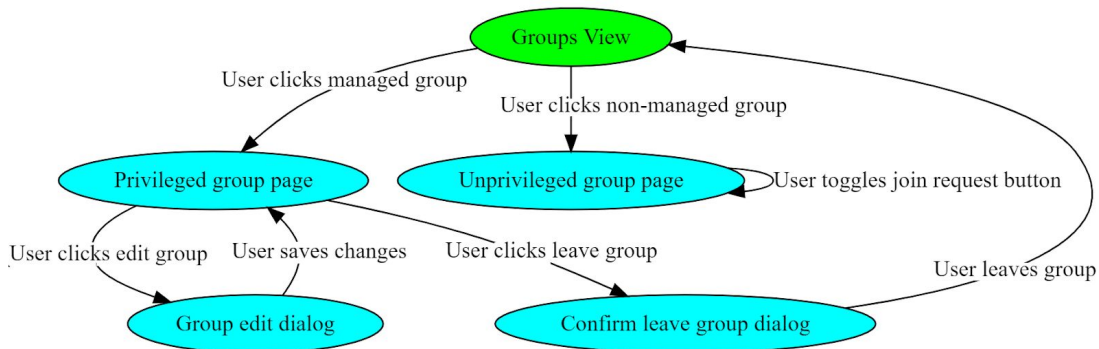 Groups View
User clicks managed group
User clicks non-managed group
Privileged group page
Unprivileged group page
User toggles join request button
User clicks edit group
User saves changes
User clicks leave group
User leaves group
Group edit dialog
Confirm leave group dialog